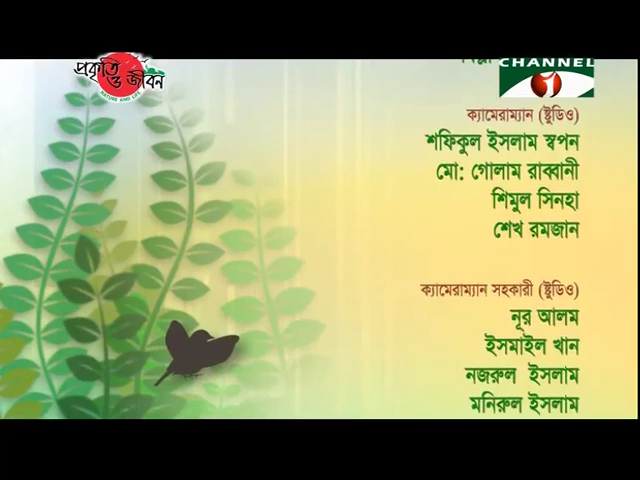 প্রকৃতি ও জীবন
NATURE AND LIFE
CHANNEL
i
ক্যামেরাম্যান (ষ্টুডিও)
শফিকুল ইসলাম স্বপন
মো: গোলাম রাব্বানী
শিমুল সিনহা
শেখ রমজান
ক্যামেরাম্যান সহকারী (ষ্টুডিও)
নূর আলম
ইসমাইল খান
নজরুল ইসলাম
মনিরুল ইসলাম